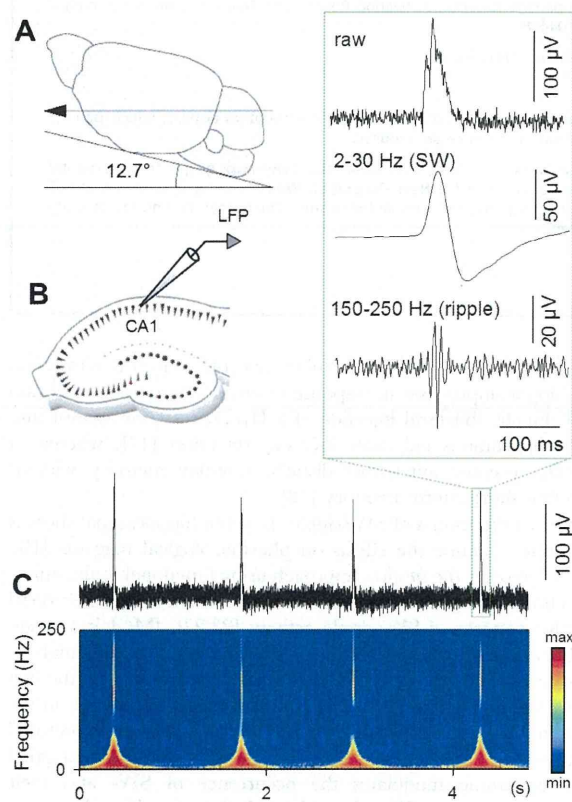 A
12.7°
LFP
B
CA1
raw
100 µV
2-30 Hz (SW)
50 µV
150-250 Hz (ripple)
20 µV
100 ms
100 µV
C
250
Frequency (Hz)
0
0 2 4 (s)
max
min